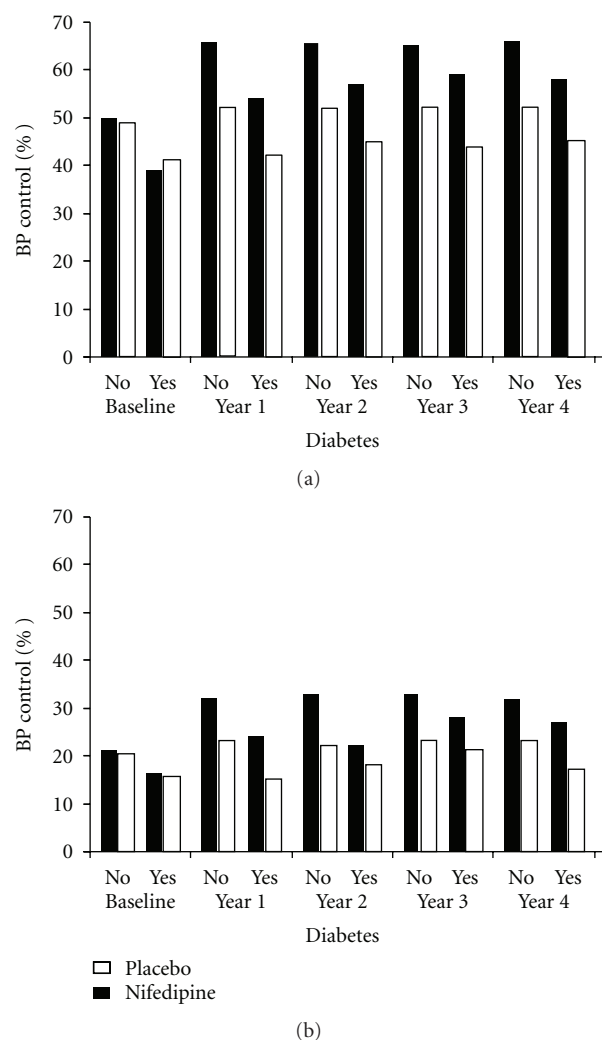 70
60
50
40
30
20
10
0
BP control (%)
No Yes No Yes No Yes No Yes No Yes
Baseline Year 1 Year 2 Year 3 Year 4
Diabetes
(a)
70
60
50
40
30
20
10
0
BP control (%)
No Yes No Yes No Yes No Yes No Yes
Baseline Year 1 Year 2 Year 3 Year 4
Diabetes
Placebo
Nifedipine
(b)